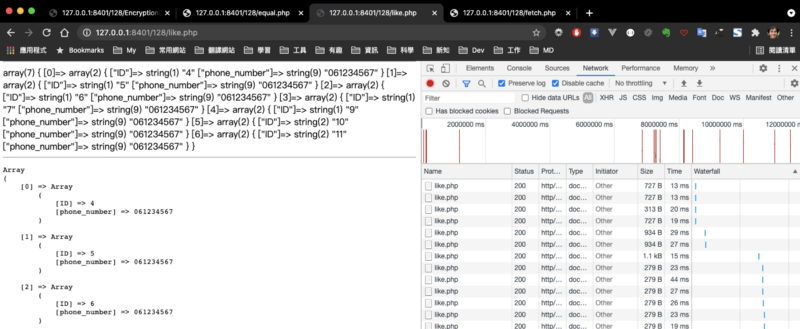 127.0.0.1:8401/128/Encryption
127.0.0.1:8401/128/equal.php
127.0.0.1:8401/128/like.php
127.0.0.1:8401/128/fetch.php
127.0.0.1:8401/128/like.php
應用程式 Bookmarks My 常用網站 翻譯網站 學習 工具 有趣 資訊 科學 新知 Dev 工作 MD 閱讀清單
array(7) { [0]=> array(2) { ["ID"]=> string(1) "4" ["phone_number"]=> string(9) "061234567" } [1]=>
array(2) { ["ID"]=> string(1) "5" ["phone_number"]=> string(9) "061234567" } [2]=> array(2) {
["ID"]=> string(1) "6" ["phone_number"]=> string(9) "061234567" } [3]=> array(2) { ["ID"]=> string(1)
"7" ["phone_number"]=> string(9) "061234567" } [4]=> array(2) { ["ID"]=> string(1) "9"
["phone_number"]=> string(9) "061234567" } [5]=> array(2) { ["ID"]=> string(2) "10"
["phone_number"]=> string(9) "061234567" } [6]=> array(2) { ["ID"]=> string(2) "11"
["phone_number"]=> string(9) "061234567" } }
Array
(
[0] => Array
(
[ID] => 4
[phone_number] => 061234567
)
[1] => Array
(
[ID] => 5
[phone_number] => 061234567
)
[2] => Array
(
[ID] => 6
[phone_number] => 061234567
)
Elements Console Sources Network Performance Memory »
Preserve log Disable cache No throttling
Filter Hide data URLs All XHR JS CSS Img Media Font Doc WS Manifest Other
Has blocked cookies Blocked Requests
2000000 ms 4000000 ms 6000000 ms 8000000 ms 10000000 ms 12000000 m
Name Status Prot... Type Initiator Size Time Waterfall
like.php 200 http/... doc... Other 727 B 13 ms
like.php 200 http/... doc... Other 727 B 13 ms
like.php 200 http/... doc... Other 313 B 20 ms
like.php 200 http/... doc... Other 727 B 19 ms
like.php 200 http/... doc... Other 934 B 29 ms
like.php 200 http/... doc... Other 934 B 27 ms
like.php 200 http/... doc... Other 1.1 kB 15 ms
like.php 200 http/... doc... Other 279 B 23 ms
like.php 200 http/... doc... Other 279 B 44 ms
like.php 200 http/... doc... Other 279 B 27 ms
like.php 200 http/... doc... Other 279 B 26 ms
like.php 200 http/... doc... Other 279 B 23 ms
like.php 200 http/... doc... Other 279 B 19 ms